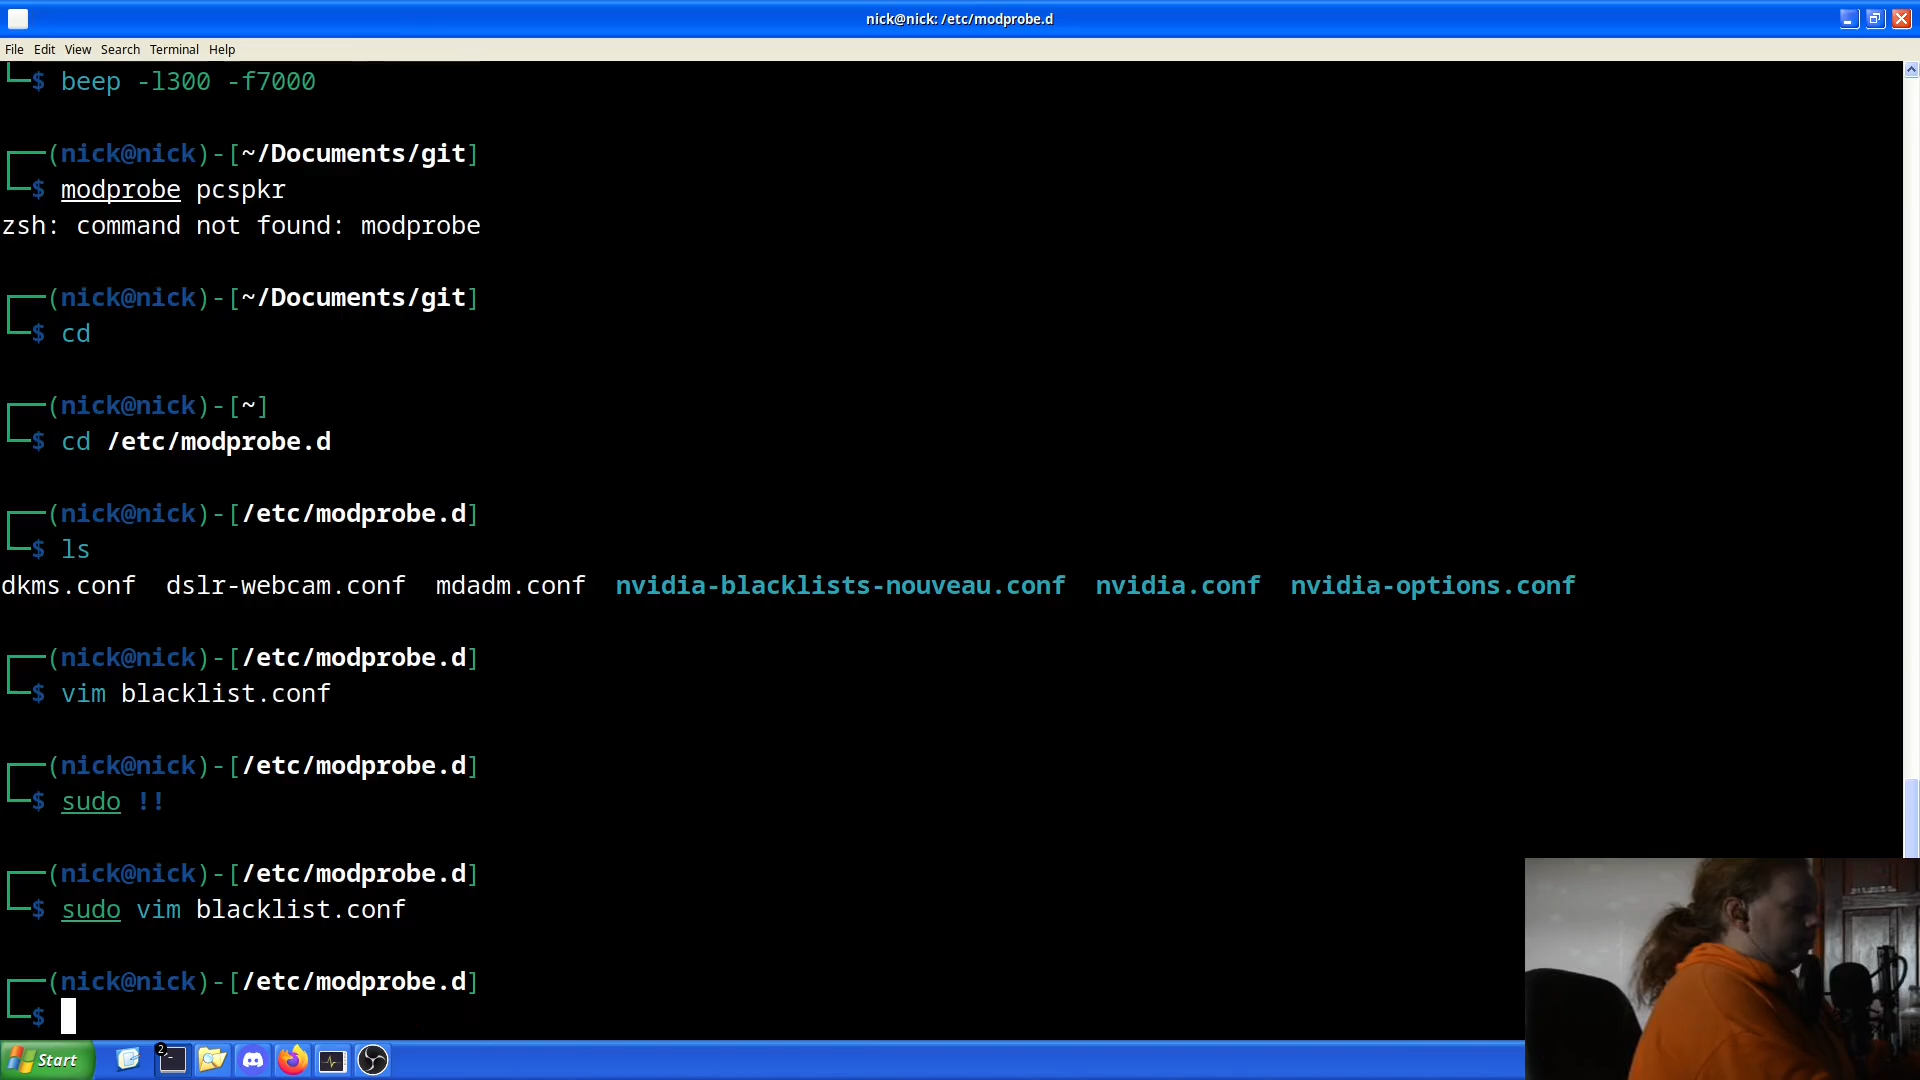 nick@nick: /etc/modprobe.d
File Edit View Search Terminal Help
└─$ beep -l300 -f7000
┌──(nick@nick)-[~/Documents/git]
└─$ modprobe pcspkr
zsh: command not found: modprobe
┌──(nick@nick)-[~/Documents/git]
└─$ cd
┌──(nick@nick)-[~]
└─$ cd /etc/modprobe.d
┌──(nick@nick)-[/etc/modprobe.d]
└─$ ls
dkms.conf dslr-webcam.conf mdadm.conf nvidia-blacklists-nouveau.conf nvidia.conf nvidia-options.conf
┌──(nick@nick)-[/etc/modprobe.d]
└─$ vim blacklist.conf
┌──(nick@nick)-[/etc/modprobe.d]
└─$ sudo !!
┌──(nick@nick)-[/etc/modprobe.d]
└─$ sudo vim blacklist.conf
┌──(nick@nick)-[/etc/modprobe.d]
└─$
Start 2